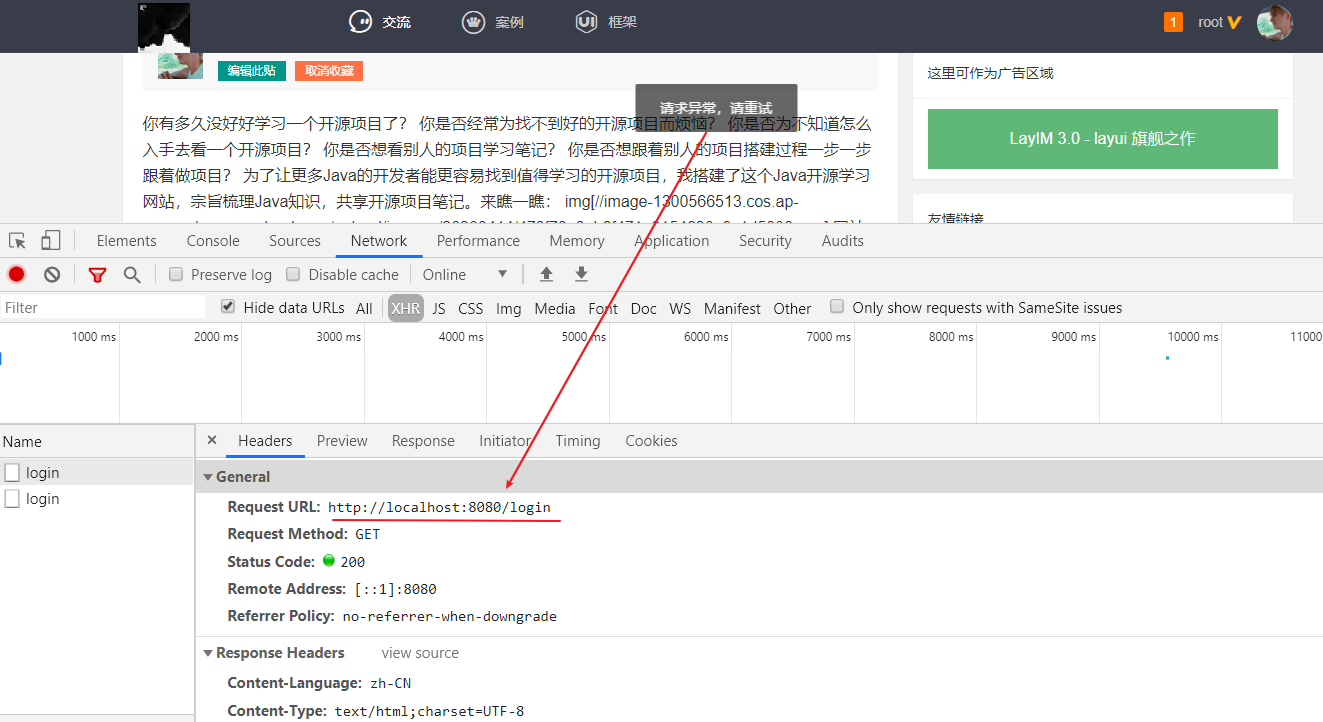 交流 案例 框架 1 root
编辑此贴 取消收藏
这里可作为广告区域
请求异常，请重试
LayIM 3.0 - layui 旗舰之作
你有多久没好好学习一个开源项目了？ 你是否经常为找不到好的开源项目而烦恼？ 你是否为不知道怎么
入手去看一个开源项目？ 你是否想看别人的项目学习笔记？ 你是否想跟着别人的项目搭建过程一步一步
跟着做项目？ 为了让更多Java的开发者能更容易找到值得学习的开源项目，我搭建了这个Java开源学习
网站，宗旨梳理Java知识，共享开源项目笔记。来瞧一瞧： img[//image-1300566513.cos.ap-
友情链接
Elements Console Sources Network Performance Memory Application Security Audits
Preserve log Disable cache Online
Filter Hide data URLs All XHR JS CSS Img Media Font Doc WS Manifest Other Only show requests with SameSite issues
1000 ms 2000 ms 3000 ms 4000 ms 5000 ms 6000 ms 7000 ms 8000 ms 9000 ms 10000 ms 11000
Name × Headers Preview Response Initiator Timing Cookies
login
login
General
Request URL: http://localhost:8080/login
Request Method: GET
Status Code: 200
Remote Address: [::1]:8080
Referrer Policy: no-referrer-when-downgrade
Response Headers view source
Content-Language: zh-CN
Content-Type: text/html;charset=UTF-8